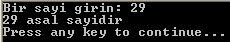 Bir sayi girin: 29
29 asal sayidir
Press any key to continue...